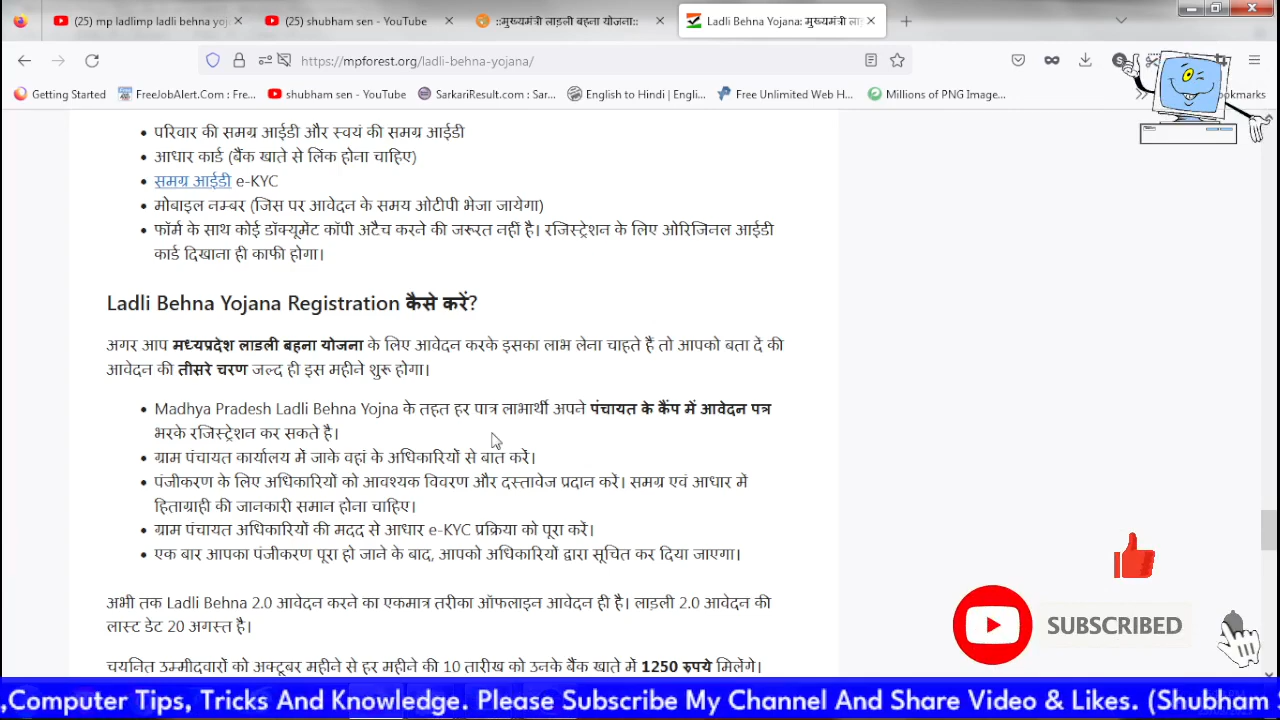 (25) mp ladlimp ladli behna yoj
(25) shubham sen - YouTube
::मुख्यमंत्री लाड़ली बहना योजना::
Ladli Behna Yojana: मुख्यमंत्री ला
https://mpforest.org/ladli-behna-yojana/
Getting Started
FreeJobAlert.Com : Fre...
shubham sen - YouTube
SarkariResult.com : Sar...
English to Hindi | Engli...
Free Unlimited Web H...
Millions of PNG Image...
okmarks
परिवार की समग्र आईडी और स्वयं की समग्र आईडी
आधार कार्ड (बैंक खाते से लिंक होना चाहिए)
समग्र आईडी e-KYC
मोबाइल नम्बर (जिस पर आवेदन के समय ओटीपी भेजा जायेगा)
फॉर्म के साथ कोई डॉक्यूमेंट कॉपी अटैच करने की जरूरत नहीं है। रजिस्ट्रेशन के लिए ओरिजिनल आईडी
कार्ड दिखाना ही काफी होगा।
Ladli Behna Yojana Registration कैसे करें?
अगर आप मध्यप्रदेश लाडली बहना योजना के लिए आवेदन करके इसका लाभ लेना चाहते हैं तो आपको बता दें की
आवेदन की तीसरे चरण जल्द ही इस महीने शुरू होगा।
Madhya Pradesh Ladli Behna Yojna के तहत हर पात्र लाभार्थी अपने पंचायत के कैंप में आवेदन पत्र
भरके रजिस्ट्रेशन कर सकते है।
ग्राम पंचायत कार्यालय में जाके वहां के अधिकारियों से बात करें।
पंजीकरण के लिए अधिकारियों को आवश्यक विवरण और दस्तावेज प्रदान करें। समग्र एवं आधार में
हिताग्राही की जानकारी समान होना चाहिए।
ग्राम पंचायत अधिकारियों की मदद से आधार e-KYC प्रक्रिया को पूरा करें।
एक बार आपका पंजीकरण पूरा हो जाने के बाद, आपको अधिकारियों द्वारा सूचित कर दिया जाएगा।
अभी तक Ladli Behna 2.0 आवेदन करने का एकमात्र तरीका ऑफलाइन आवेदन ही है। लाडली 2.0 आवेदन की
लास्ट डेट 20 अगस्त है।
चयनित उम्मीदवारों को अक्टूबर महीने से हर महीने की 10 तारीख को उनके बैंक खाते में 1250 रुपये मिलेंगे।
SUBSCRIBED
,Computer Tips, Tricks And Knowledge. Please Subscribe My Channel And Share Video & Likes. (Shubham